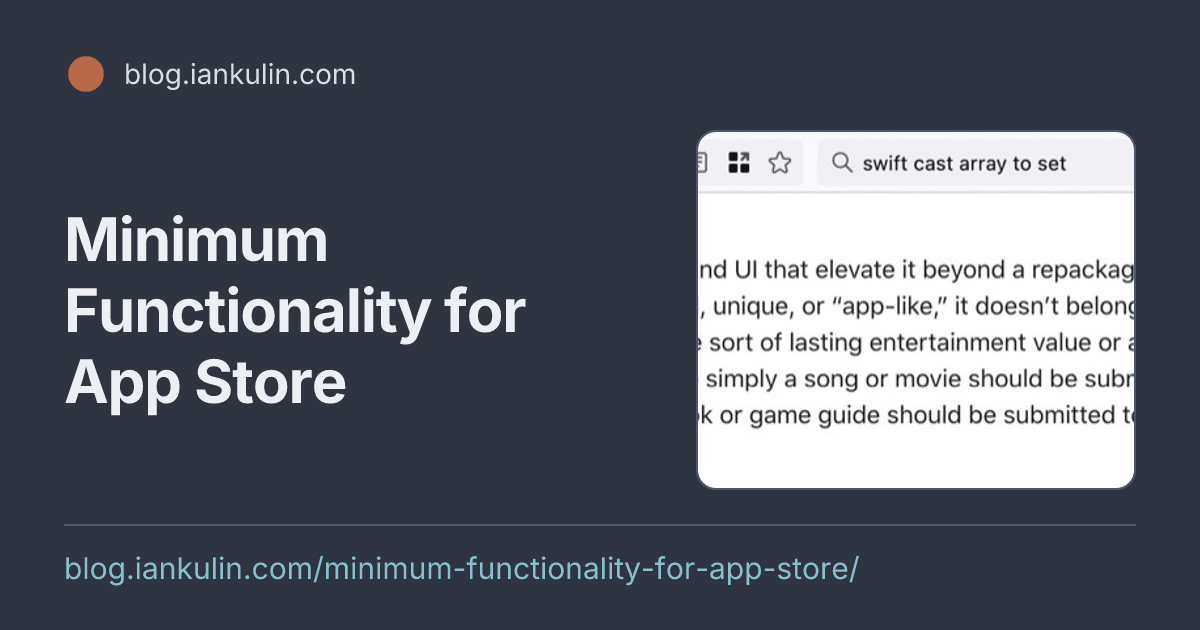 blog.iankulin.com
Minimum
Functionality for
App Store
swift cast array to set
nd UI that elevate it beyond a repackag
, unique, or “app-like,” it doesn’t belong
sort of lasting entertainment value or
simply a song or movie should be subm
k or game guide should be submitted to
blog.iankulin.com/minimum-functionality-for-app-store/